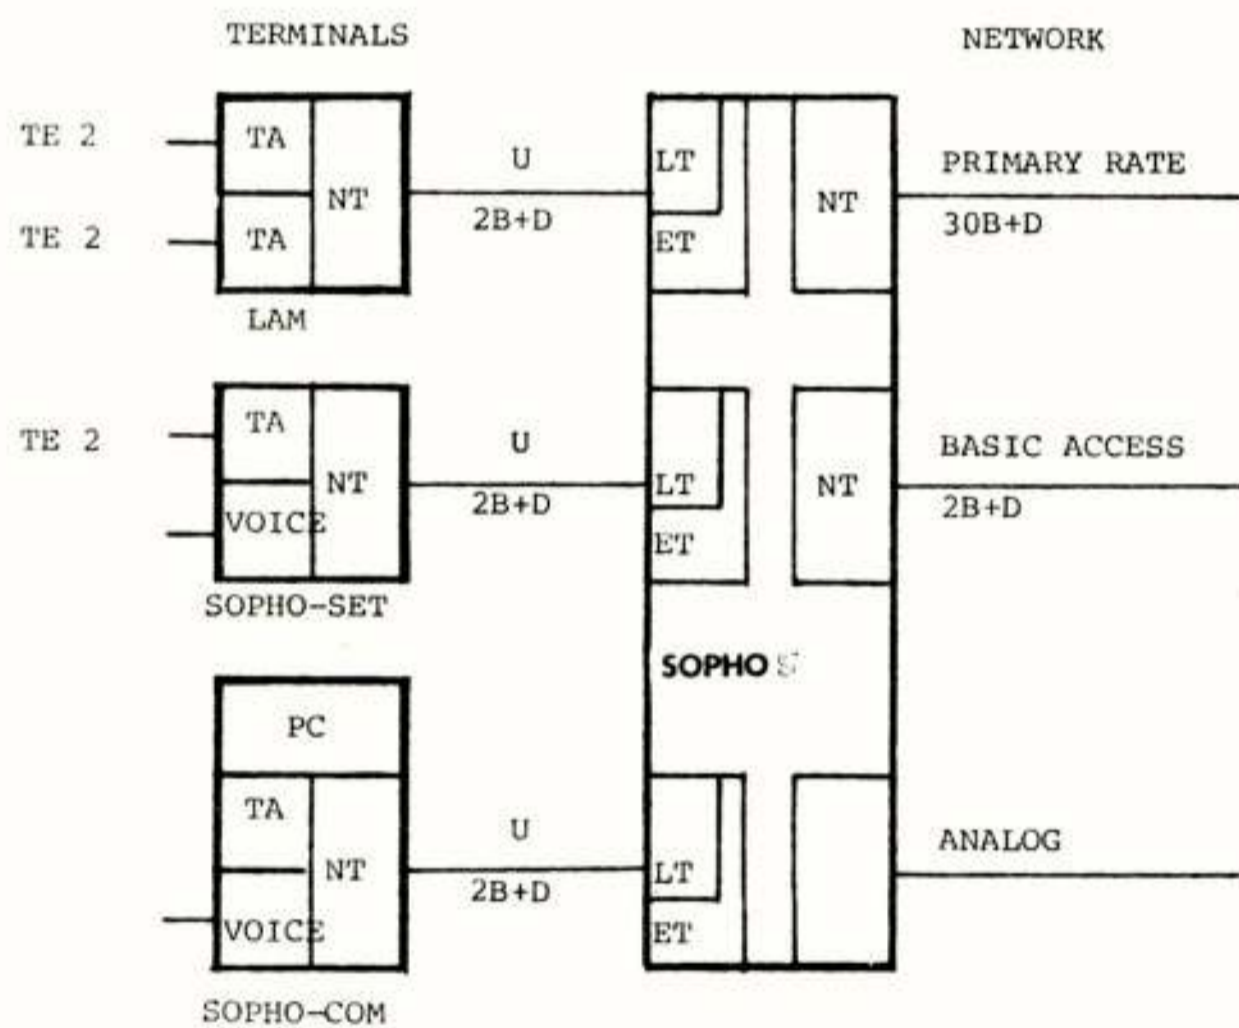 TERMINALS
NETWORK
TE 2
TA
NT
TE 2
TA
LAM
U
2B+D
LT
ET
NT
PRIMARY RATE
30B+D
TE 2
TA
NT
VOICE
SOPHO-SET
U
2B+D
LT
ET
NT
BASIC ACCESS
2B+D
SOPHO S
PC
TA
NT
VOICE
SOPHO-COM
U
2B+D
LT
ET
ANALOG